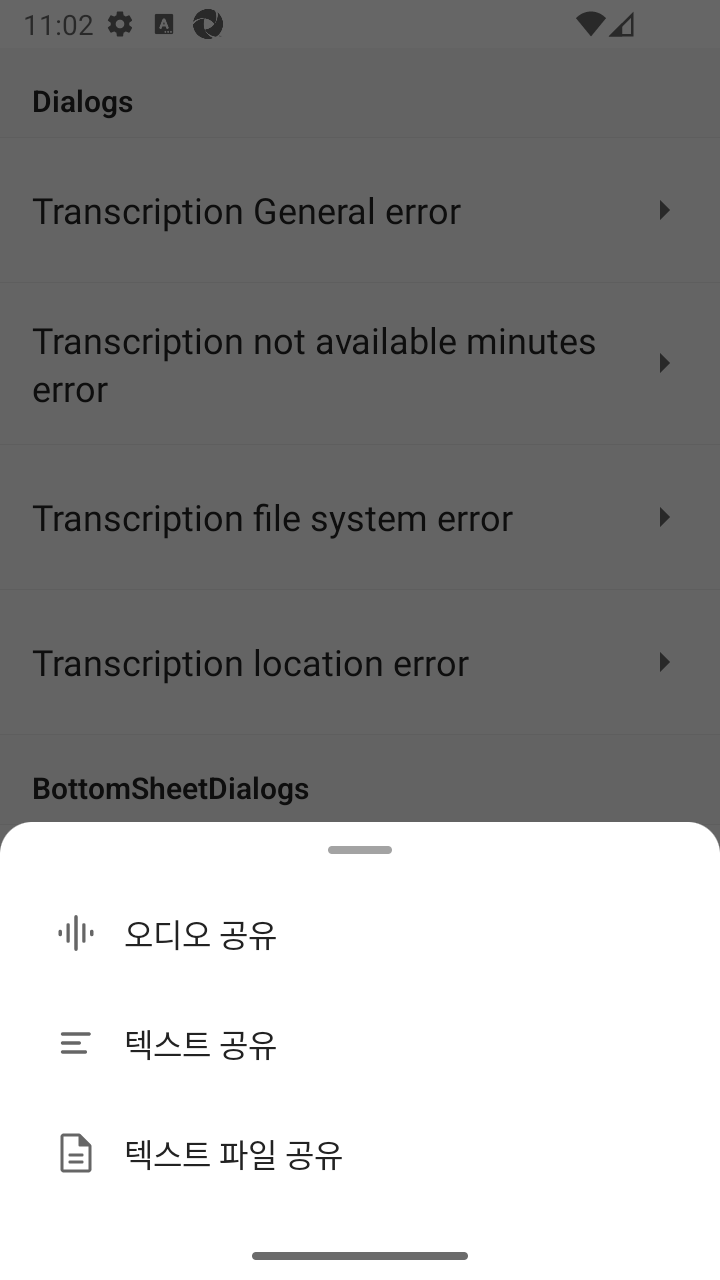 11:02
Dialogs
Transcription General error
Transcription not available minutes
error
Transcription file system error
Transcription location error
BottomSheetDialogs
오디오 공유
텍스트 공유
텍스트 파일 공유